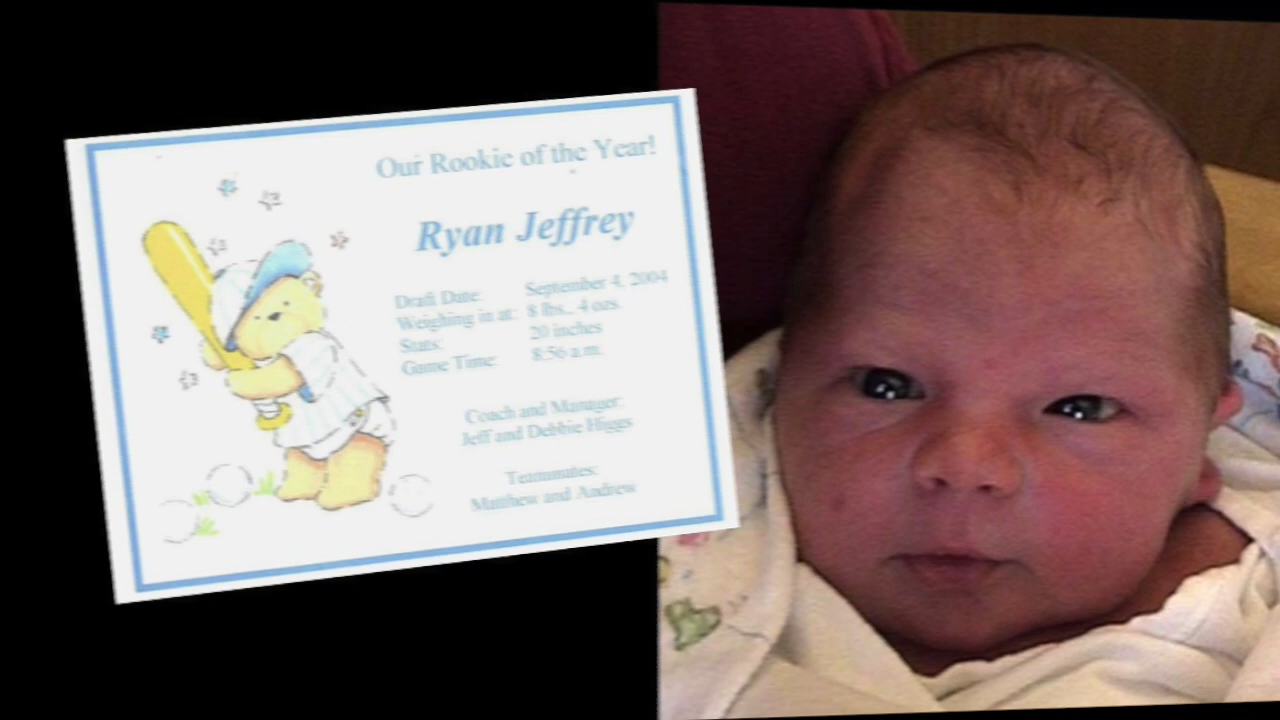 Our Rookie of the Year!
Ryan Jeffrey
Draft Date: September 4, 2004
Weighing in at: 8 lbs., 4 ozs.
Stats: 20 inches
Game Time: 8:56 a.m.
Coach and Manager:
Jeff and Debbie Higgs
Teammates:
Matthew and Andrew